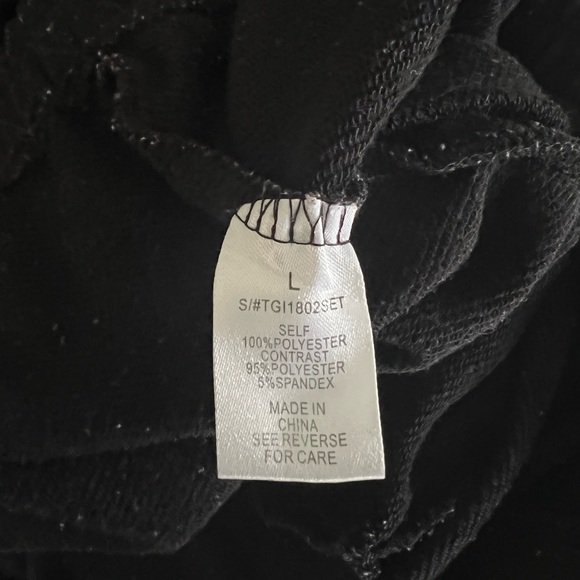 L
S/#TGI1802SET
SELF
100%POLYESTER
CONTRAST
95%POLYESTER
5%SPANDEX
MADE IN
CHINA
SEE REVERSE
FOR CARE